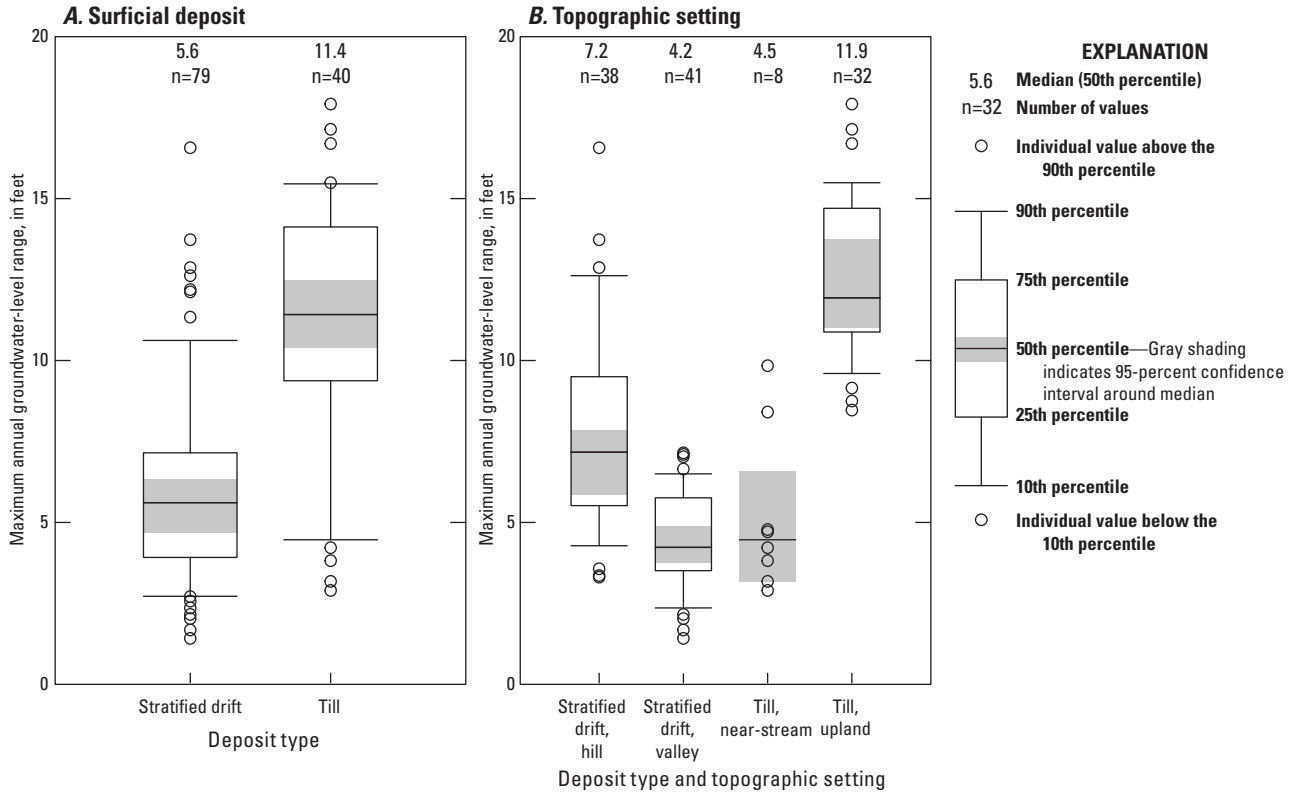 A. Surficial deposit
Maximum annual groundwater-level range, in feet
20
15
10
5
0
5.6
n=79
11.4
n=40
Stratified drift
Till
Deposit type
B. Topographic setting
Maximum annual groundwater-level range, in feet
20
15
10
5
0
7.2
n=38
4.2
n=41
4.5
n=8
11.9
n=32
Stratified
drift,
hill
Stratified
drift,
valley
Till,
near-stream
Till,
upland
Deposit type and topographic setting
EXPLANATION
5.6 Median (50th percentile)
n=32 Number of values
Individual value above the
90th percentile
90th percentile
75th percentile
50th percentile—Gray shading
indicates 95-percent confidence
interval around median
25th percentile
10th percentile
Individual value below the
10th percentile